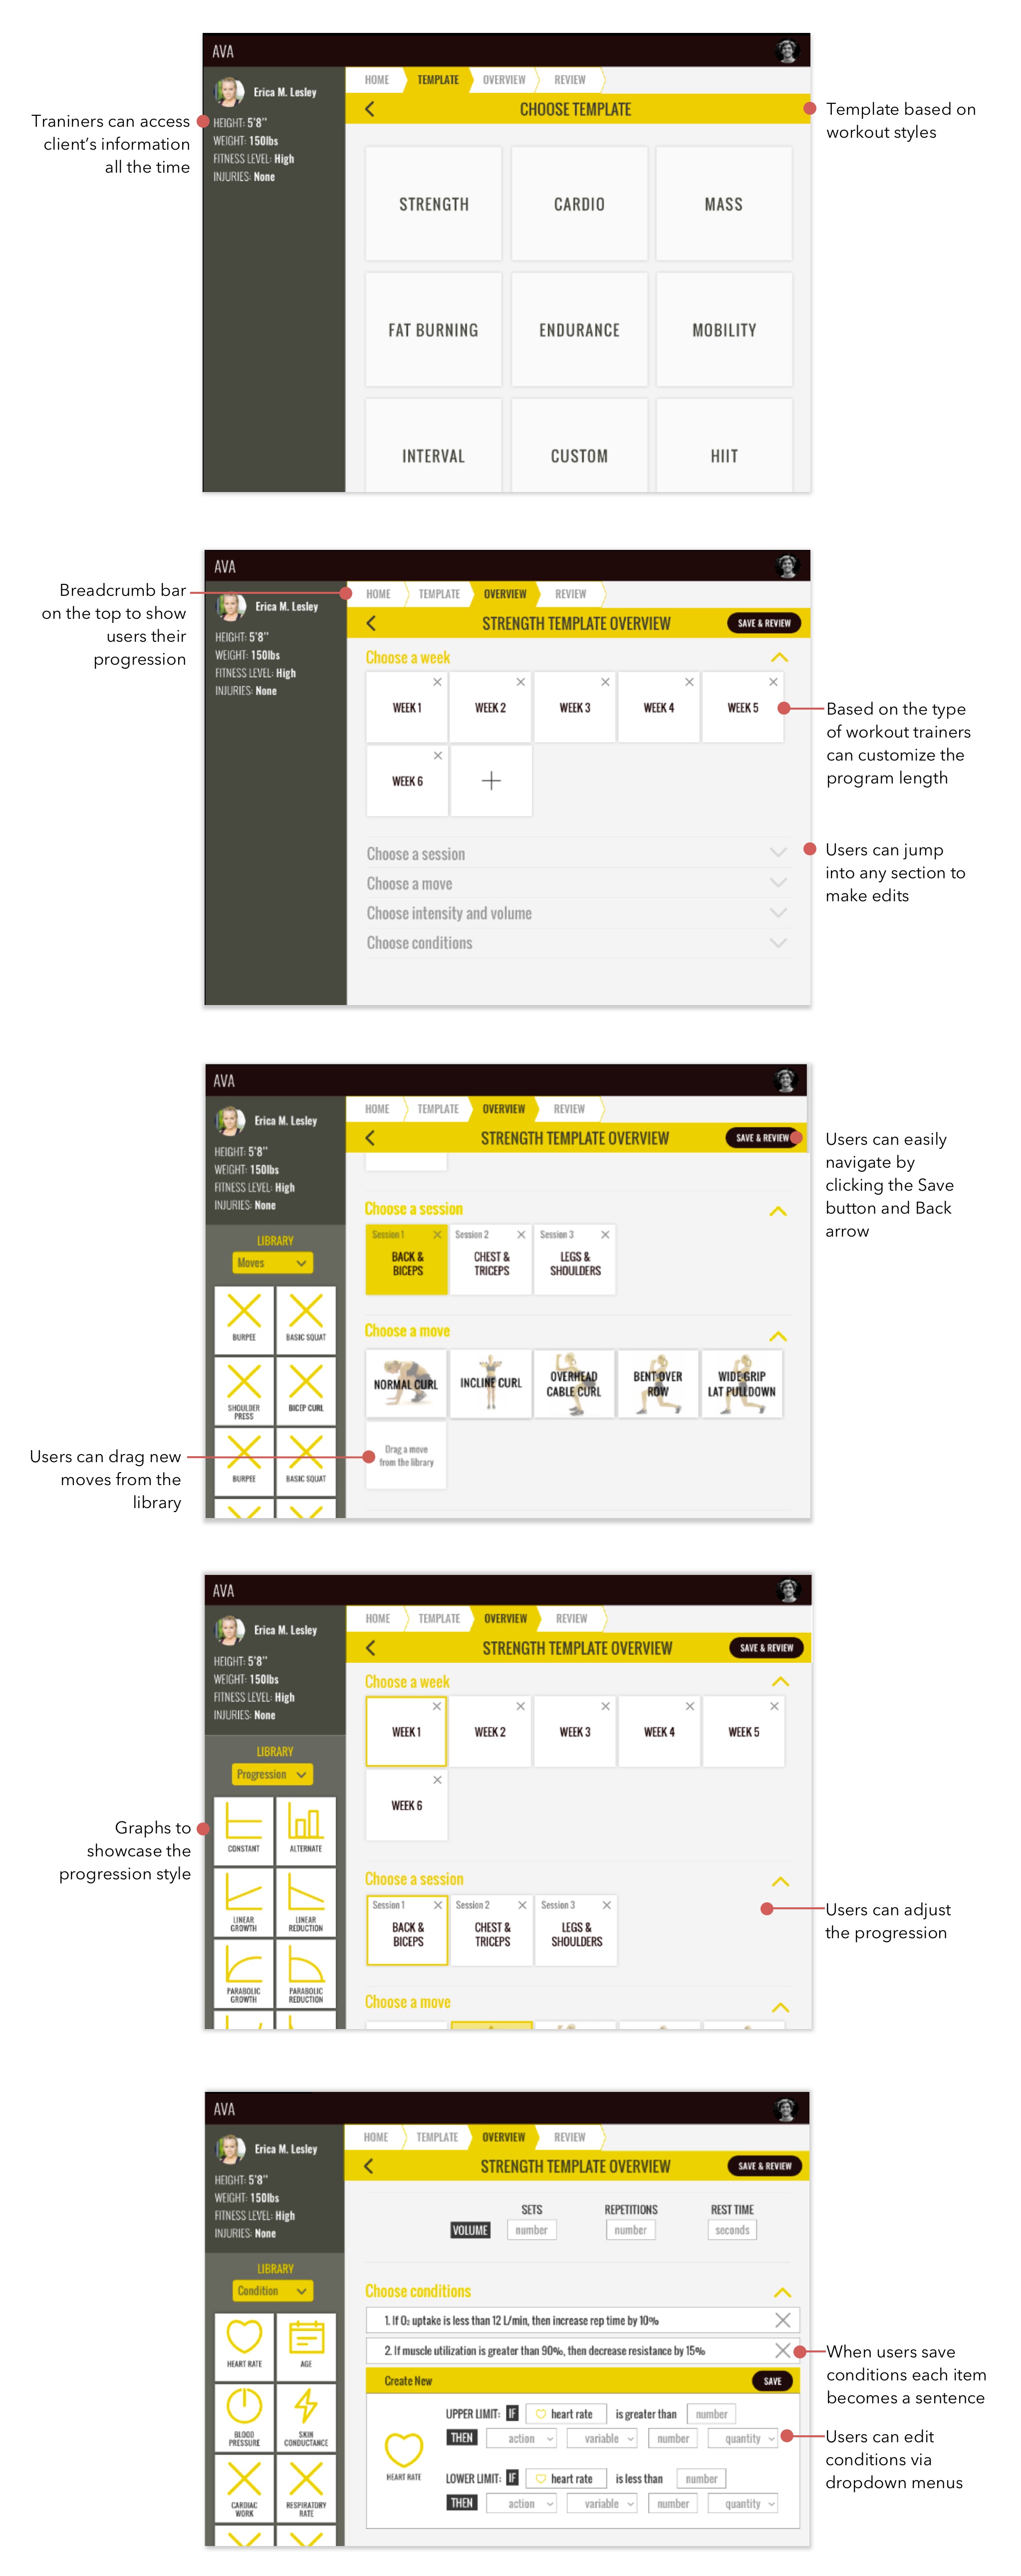 AVA
Erica M. Lesley
HEIGHT: 5'8"
WEIGHT: 150lbs
FITNESS LEVEL: High
INJURIES: None
HOME TEMPLATE OVERVIEW REVIEW
CHOOSE TEMPLATE
STRENGTH CARDIO MASS
FAT BURNING ENDURANCE MOBILITY
INTERVAL CUSTOM HIIT
Traniners can access
client's information
all the time
Template based on
workout styles
AVA
Erica M. Lesley
HEIGHT: 5'8"
WEIGHT: 150lbs
FITNESS LEVEL: High
INJURIES: None
HOME TEMPLATE OVERVIEW REVIEW
STRENGTH TEMPLATE OVERVIEW SAVE & REVIEW
Choose a week
WEEK 1 WEEK 2 WEEK 3 WEEK 4 WEEK 5
WEEK 6
Choose a session
Choose a move
Choose intensity and volume
Choose conditions
Breadcrumb bar
on the top to show
users their
progression
Based on the type
of workout trainers
can customize the
program length
Users can jump
into any section to
make edits
AVA
Erica M. Lesley
HEIGHT: 5'8"
WEIGHT: 150lbs
FITNESS LEVEL: High
INJURIES: None
LIBRARY
Moves
BURPEE BASIC SQUAT
SHOULDER PRESS BICEP CURL
BURPEE BASIC SQUAT
HOME TEMPLATE OVERVIEW REVIEW
STRENGTH TEMPLATE OVERVIEW SAVE & REVIEW
Choose a session
Session 1 Session 2 Session 3
BACK & CHEST & LEGS &
BICEPS TRICEPS SHOULDERS
Choose a move
NORMAL CURL INCLINE CURL OVERHEAD CABLE CURL BENT OVER ROW WIDE GRIP LAT PULLDOWN
Drag a move
from the library
Users can easily
navigate by
clicking the Save
button and Back
arrow
Users can drag new
moves from the
library
AVA
Erica M. Lesley
HEIGHT: 5'8"
WEIGHT: 150lbs
FITNESS LEVEL: High
INJURIES: None
LIBRARY
Progression
CONSTANT ALTERNATE
LINEAR GROWTH LINEAR REDUCTION
PARABOLIC GROWTH PARABOLIC REDUCTION
HOME TEMPLATE OVERVIEW REVIEW
STRENGTH TEMPLATE OVERVIEW SAVE & REVIEW
Choose a week
WEEK 1 WEEK 2 WEEK 3 WEEK 4 WEEK 5
WEEK 6
Choose a session
Session 1 Session 2 Session 3
BACK & CHEST & LEGS &
BICEPS TRICEPS SHOULDERS
Choose a move
Graphs to
showcase the
progression style
Users can adjust
the progression
AVA
Erica M. Lesley
HEIGHT: 5'8"
WEIGHT: 150lbs
FITNESS LEVEL: High
INJURIES: None
LIBRARY
Condition
HEART RATE AGE
BLOOD PRESSURE SKIN CONDUCTANCE
CARDIAC WORK RESPIRATORY RATE
HOME TEMPLATE OVERVIEW REVIEW
STRENGTH TEMPLATE OVERVIEW SAVE & REVIEW
SETS REPETITIONS REST TIME
VOLUME number number seconds
Choose conditions
1. If O₂ uptake is less than 12 L/min, then increase rep time by 10%
2. If muscle utilization is greater than 90%, then decrease resistance by 15%
Create New SAVE
HEART RATE
UPPER LIMIT: IF heart rate is greater than number
THEN action variable number quantity
LOWER LIMIT: IF heart rate is less than number
THEN action variable number quantity
When users save
conditions each item
becomes a sentence
Users can edit
conditions via
dropdown menus